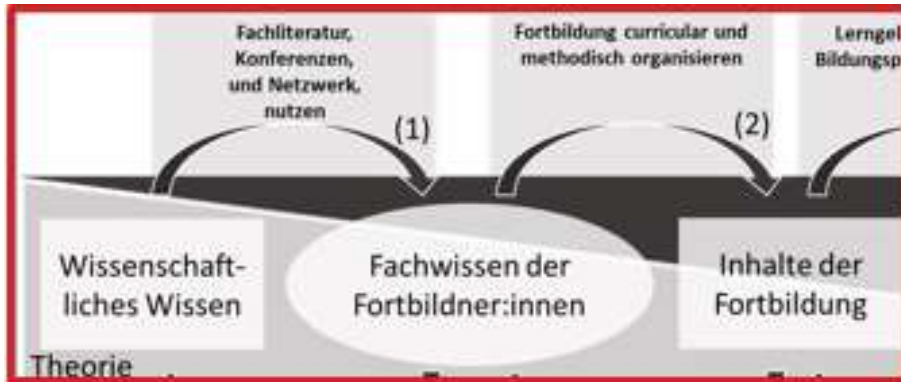 Fachliteratur,
Konferenzen,
und Netzwerk,
nutzen
(1)
Fortbildung curricular und
methodisch organisieren
(2)
Wissenschaft-
liches Wissen
Fachwissen der
Fortbildner:innen
Inhalte der
Fortbildung
Theorie